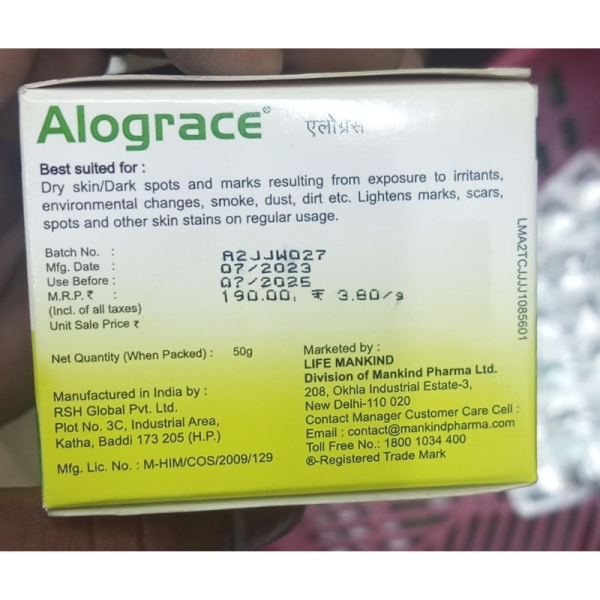 Alograce® एलोग्रेस
Best suited for :
Dry skin/Dark spots and marks resulting from exposure to irritants,
environmental changes, smoke, dust, dirt etc. Lightens marks, scars,
spots and other skin stains on regular usage.
Batch No. : A2JJW027
Mfg. Date : 07/2023
Use Before : 07/2025
M.R.P. ₹ : 190.00, ₹ 3.80/g
(Incl. of all taxes)
Unit Sale Price ₹
Net Quantity (When Packed) : 50g
Manufactured in India by :
RSH Global Pvt. Ltd.
Plot No. 3C, Industrial Area,
Katha, Baddi 173 205 (H.P.)
Mfg. Lic. No. : M-HIM/COS/2009/129
Marketed by :
LIFE MANKIND
Division of Mankind Pharma Ltd.
208, Okhla Industrial Estate-3,
New Delhi-110 020
Contact Manager Customer Care Cell :
Email : contact@mankindpharma.com
Toll Free No.: 1800 1034 400
®-Registered Trade Mark
LMA2TCJJJJ1085601